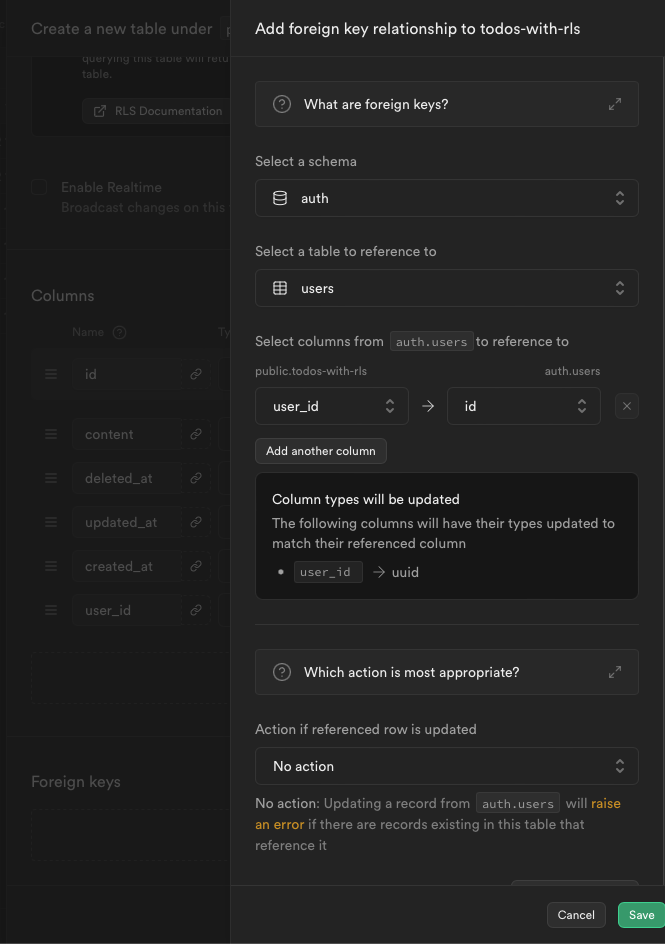 Create a new table under
querying this table will retu
table.
RLS Documentation
Enable Realtime
Broadcast changes on this
Columns
Name
Ty
id
content
deleted_at
updated_at
created_at
user_id
Foreign keys
Add foreign key relationship to todos-with-rls
What are foreign keys?
Select a schema
auth
Select a table to reference to
users
Select columns from auth.users to reference to
public.todos-with-rls auth.users
user_id → id
Add another column
Column types will be updated
The following columns will have their types updated to
match their referenced column
• user_id → uuid
Which action is most appropriate?
Action if referenced row is updated
No action
No action: Updating a record from auth.users will raise
an error if there are records existing in this table that
reference it
Cancel Save